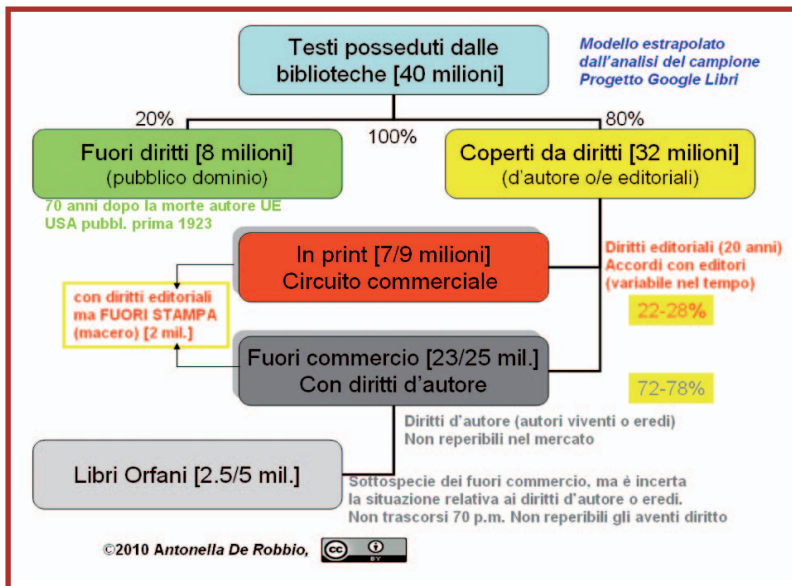 Testi posseduti dalle
biblioteche [40 milioni]
Modello estrapolato
dall'analisi del campione
Progetto Google Libri
20%
100%
80%
Fuori diritti [8 milioni]
(pubblico dominio)
Coperti da diritti [32 milioni]
(d'autore o/e editoriali)
70 anni dopo la morte autore UE
USA pubbl. prima 1923
In print [7/9 milioni]
Circuito commerciale
Diritti editoriali (20 anni)
Accordi con editori
(variabile nel tempo)
con diritti editoriali
ma FUORI STAMPA
(macero) [2 mil.]
22-28%
Fuori commercio [23/25 mil.]
Con diritti d'autore
72-78%
Diritti d'autore (autori viventi o eredi)
Non reperibili nel mercato
Libri Orfani [2.5/5 mil.]
Sottospecie dei fuori commercio, ma è incerta
la situazione relativa ai diritti d'autore o eredi.
Non trascorsi 70 p.m. Non reperibili gli aventi diritto
©2010 Antonella De Robbio,
cc
BY